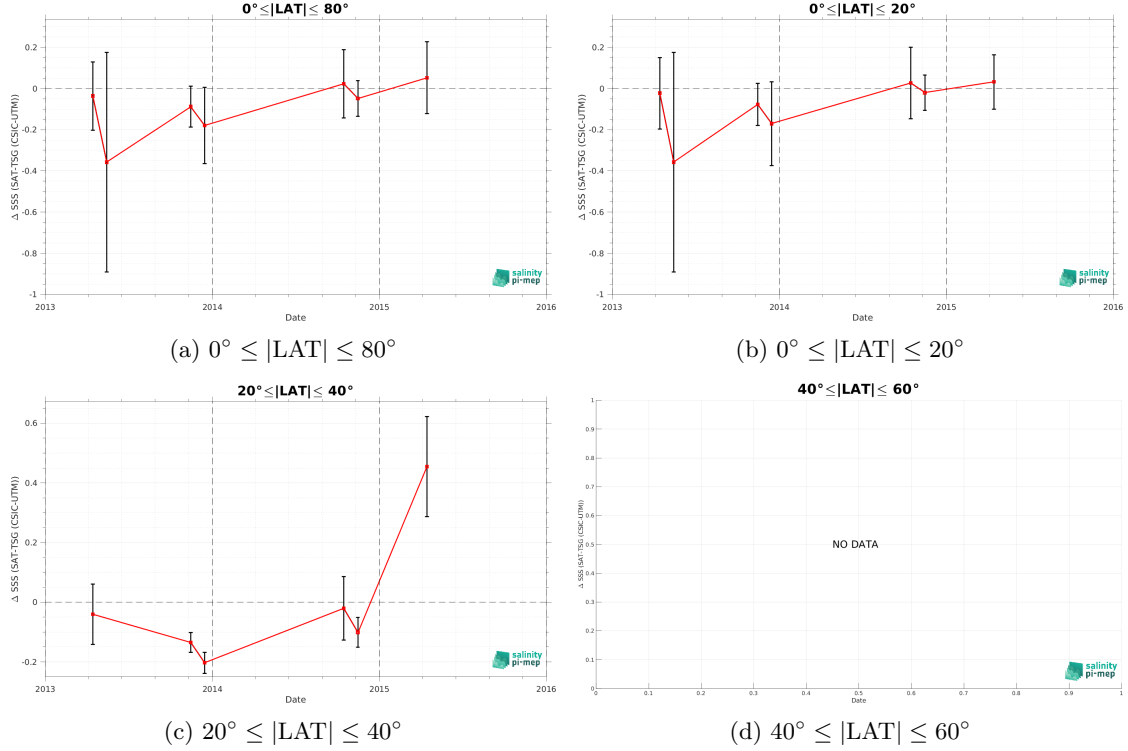 0°≤|LAT|≤ 80°
Δ SSS (SAT-TSG (CSIC-UTM))
0.2
0
-0.2
-0.4
-0.6
-0.8
-1
2013
2014
2015
2016
Date
salinity
pi-mep
(a) 0° ≤ |LAT| ≤ 80°
0°≤|LAT|≤ 20°
Δ SSS (SAT-TSG (CSIC-UTM))
0.2
0
-0.2
-0.4
-0.6
-0.8
-1
2013
2014
2015
2016
Date
salinity
pi-mep
(b) 0° ≤ |LAT| ≤ 20°
20°≤|LAT|≤ 40°
Δ SSS (SAT-TSG (CSIC-UTM))
0.6
0.4
0.2
0
-0.2
2013
2014
2015
2016
Date
salinity
pi-mep
(c) 20° ≤ |LAT| ≤ 40°
40°≤|LAT|≤ 60°
Δ SSS (SAT-TSG (CSIC-UTM))
1
0.9
0.8
0.7
0.6
0.5
0.4
0.3
0.2
0.1
0
NO DATA
0
0.1
0.2
0.3
0.4
0.5
0.6
0.7
0.8
0.9
1
Date
salinity
pi-mep
(d) 40° ≤ |LAT| ≤ 60°